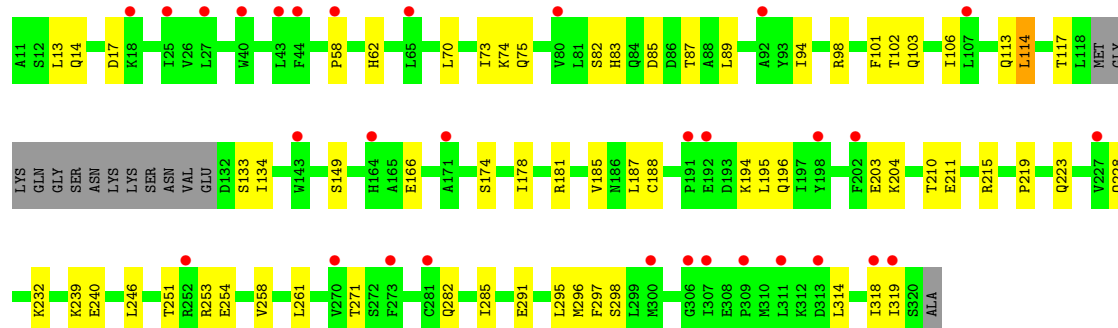 A11 S12 L13 Q14 D17 K18 I25 V26 L27 W40 L43 F44 P58 H62 L65 L70 I73 K74 Q75 V80 L81 S82 H83 Q84 D85 D86 T87 A88 L89 A92 Y93 I94 R98 F101 T102 Q103 I106 L107 Q113 L114 T117 L118 MET GLY
LYS GLN GLY SER ASN LYS LYS SER ASN VAL GLU D132 S133 I134 W143 S149 H164 A165 E166 A171 S174 I178 R181 V185 N186 L187 C188 P191 E192 D193 K194 L195 Q196 I197 Y198 F202 E203 K204 T210 E211 R215 P219 Q223 V227
K232 K239 E240 L246 T251 R252 R253 E254 V258 L261 V270 T271 S272 F273 C281 Q282 I285 E291 L295 M296 F297 S298 L299 M300 G306 I307 E308 P309 M310 L311 K312 D313 L314 I318 I319 S320 ALA